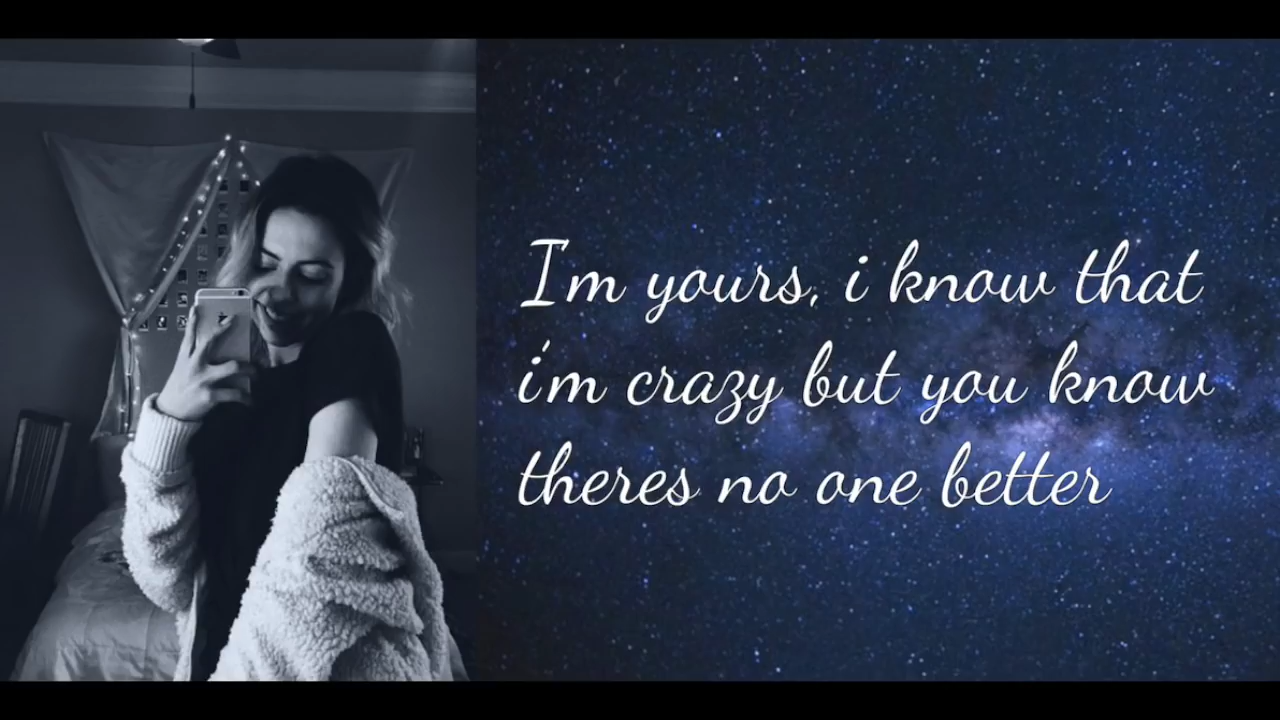 I'm yours, i know that
i'm crazy but you know
theres no one better